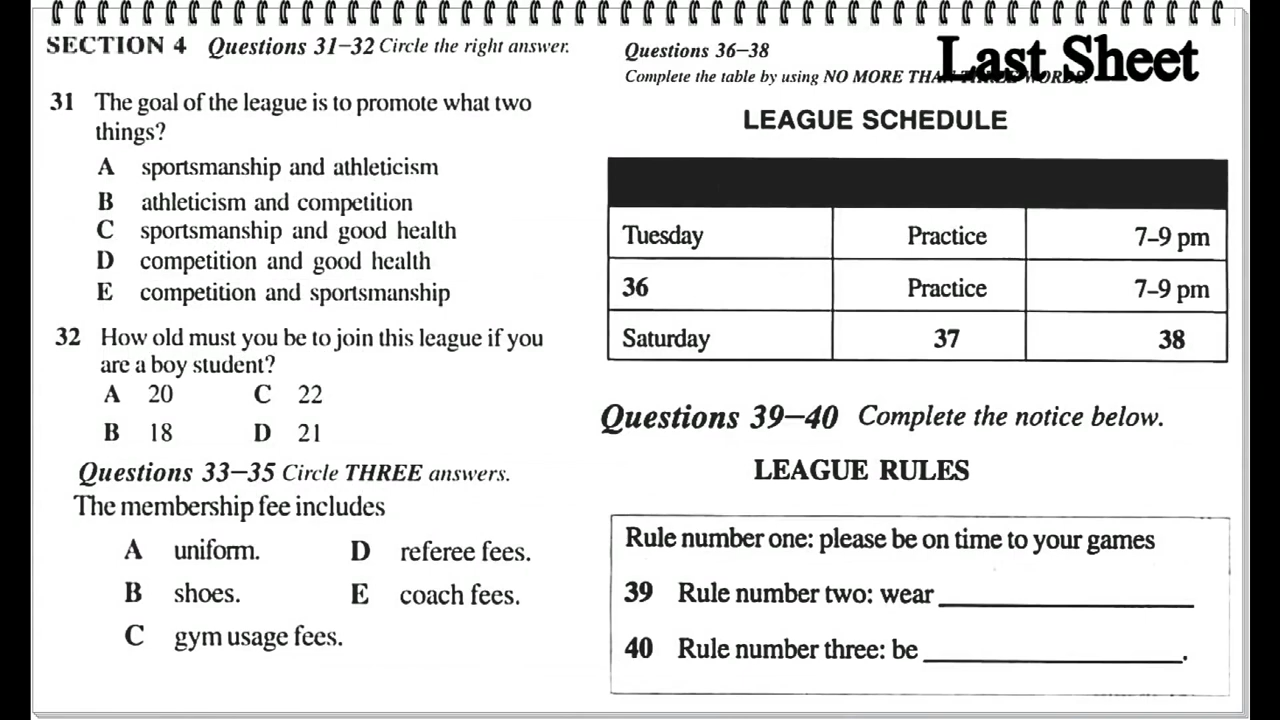 SECTION 4 Questions 31–32 Circle the right answer.
31 The goal of the league is to promote what two
things?
A sportsmanship and athleticism
B athleticism and competition
C sportsmanship and good health
D competition and good health
E competition and sportsmanship
32 How old must you be to join this league if you
are a boy student?
A 20 C 22
B 18 D 21
Questions 33–35 Circle THREE answers.
The membership fee includes
A uniform. D referee fees.
B shoes. E coach fees.
C gym usage fees.
Last Sheet
Questions 36–38
Complete the table by using NO MORE THAN THREE WORDS.
LEAGUE SCHEDULE
Tuesday Practice 7–9 pm
36 Practice 7–9 pm
Saturday 37 38
Questions 39–40 Complete the notice below.
LEAGUE RULES
Rule number one: please be on time to your games
39 Rule number two: wear ____________________
40 Rule number three: be ____________________.